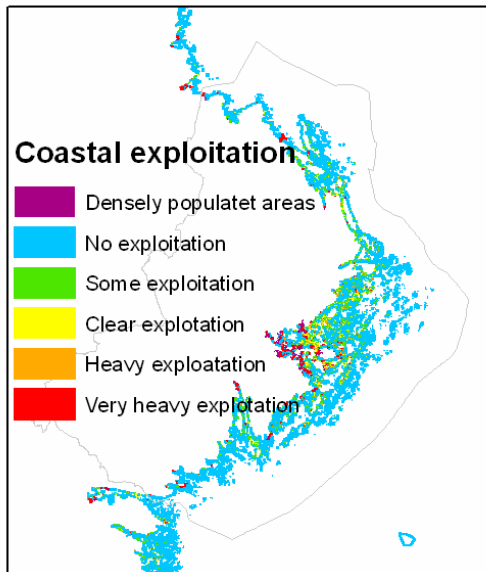 Coastal exploitation
Densely populatet areas
No exploitation
Some exploitation
Clear explotation
Heavy exploatation
Very heavy explotation